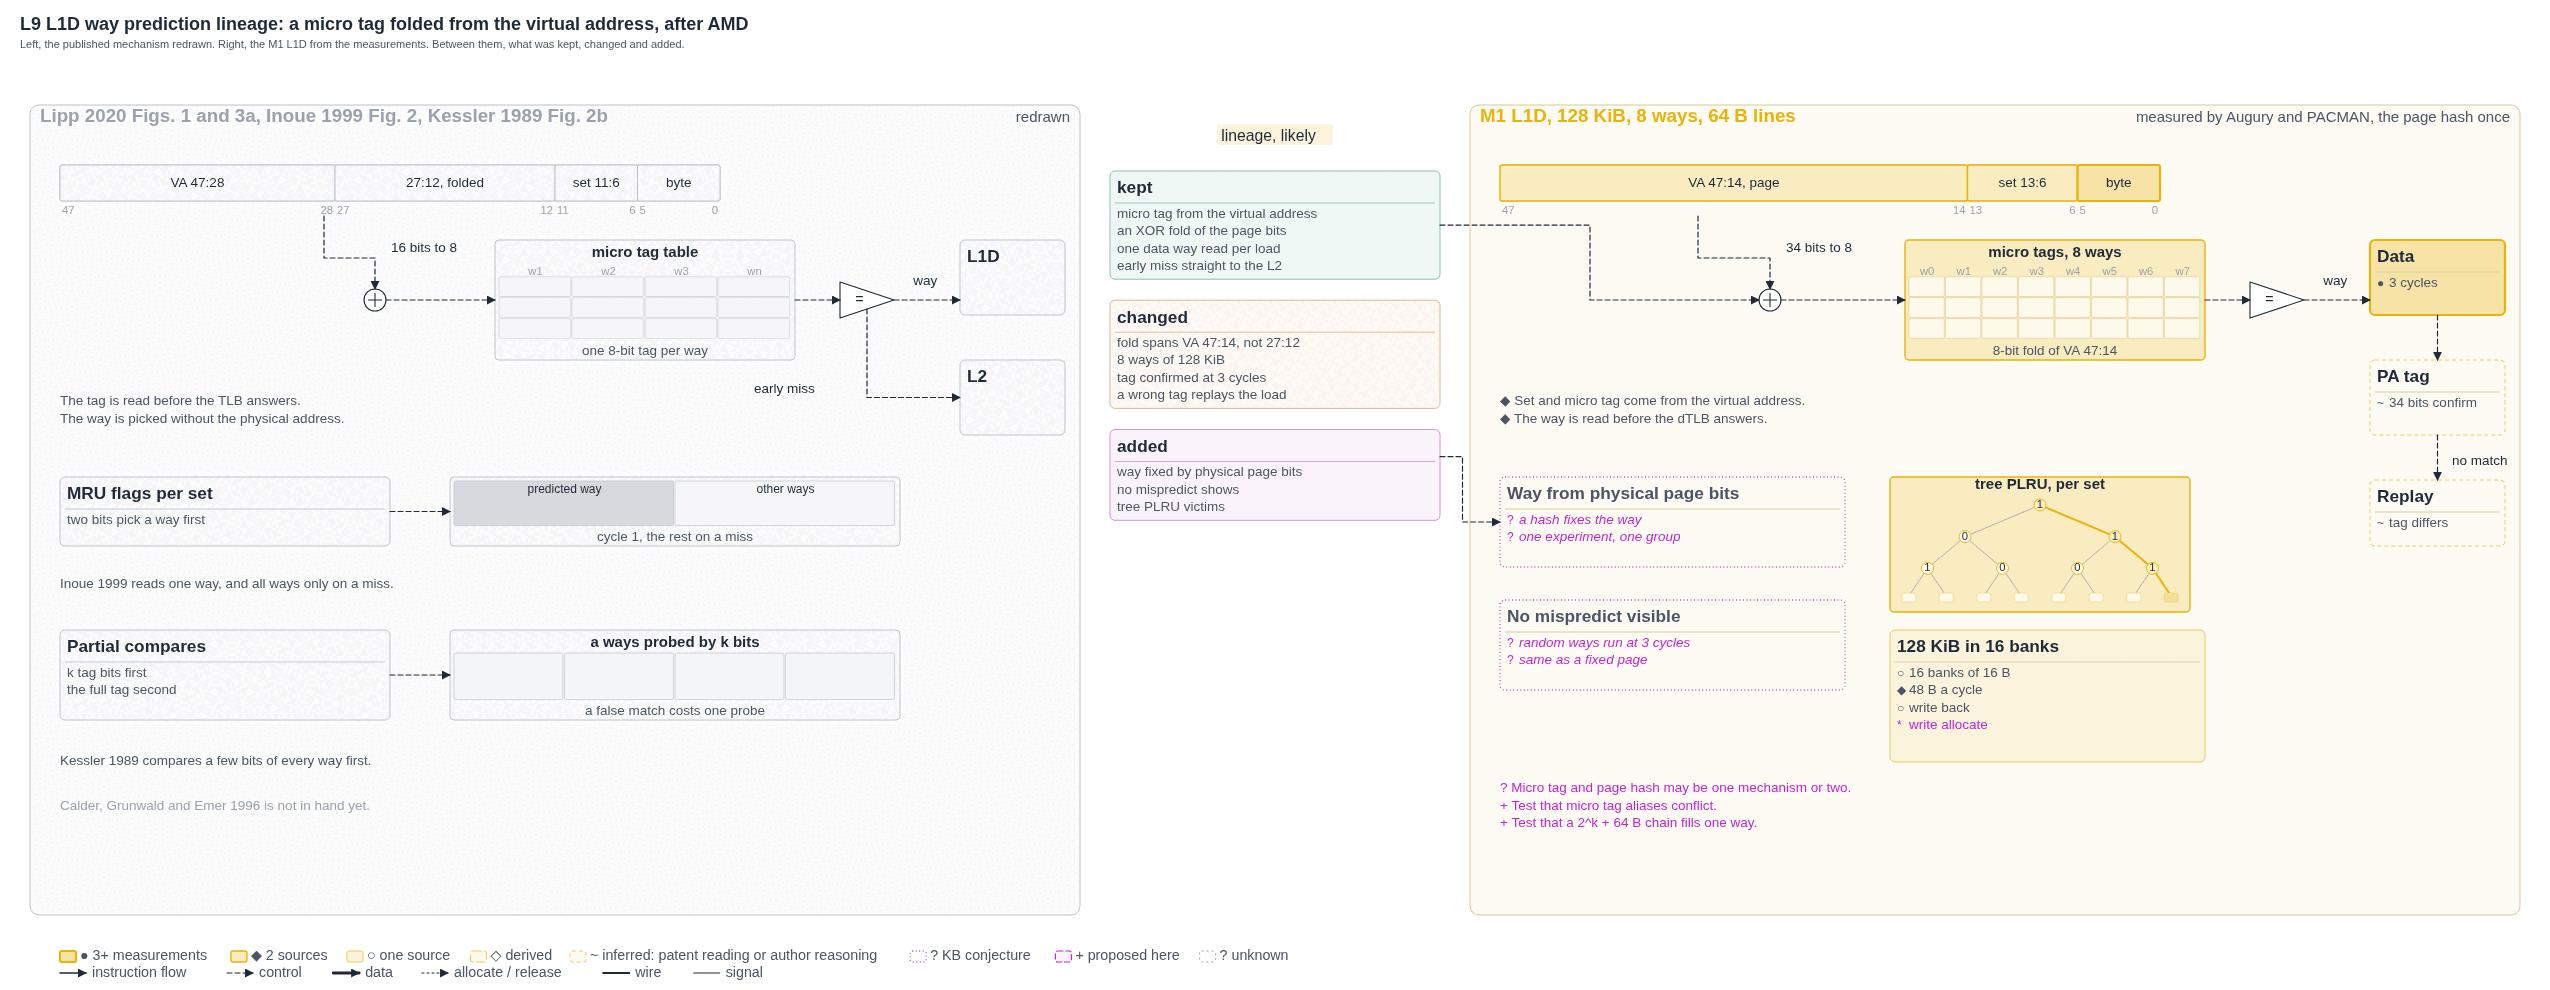 L9 L1D way prediction lineage: a micro tag folded from the virtual address, after AMD
Left, the published mechanism redrawn. Right, the M1 L1D from the measurements. Between them, what was kept, changed and added.
Lipp 2020 Figs. 1 and 3a, Inoue 1999 Fig. 2, Kessler 1989 Fig. 2b
redrawn
VA 47:28
27:12, folded
set 11:6
byte
47
28 27
12 11
6 5
0
16 bits to 8
micro tag table
w1 w2 w3 wn
one 8-bit tag per way
=
way
early miss
L1D
L2
The tag is read before the TLB answers.
The way is picked without the physical address.
MRU flags per set
two bits pick a way first
predicted way
other ways
cycle 1, the rest on a miss
Inoue 1999 reads one way, and all ways only on a miss.
Partial compares
k tag bits first
the full tag second
a ways probed by k bits
a false match costs one probe
Kessler 1989 compares a few bits of every way first.
Calder, Grunwald and Emer 1996 is not in hand yet.
lineage, likely
kept
micro tag from the virtual address
an XOR fold of the page bits
one data way read per load
early miss straight to the L2
changed
fold spans VA 47:14, not 27:12
8 ways of 128 KiB
tag confirmed at 3 cycles
a wrong tag replays the load
added
way fixed by physical page bits
no mispredict shows
tree PLRU victims
M1 L1D, 128 KiB, 8 ways, 64 B lines
measured by Augury and PACMAN, the page hash once
VA 47:14, page
set 13:6
byte
47
14 13
6 5
0
34 bits to 8
micro tags, 8 ways
w0 w1 w2 w3 w4 w5 w6 w7
8-bit fold of VA 47:14
=
way
Data
● 3 cycles
PA tag
~ 34 bits confirm
no match
Replay
~ tag differs
◆ Set and micro tag come from the virtual address.
◆ The way is read before the dTLB answers.
Way from physical page bits
? a hash fixes the way
? one experiment, one group
No mispredict visible
? random ways run at 3 cycles
? same as a fixed page
tree PLRU, per set
1
0 1
1 0 0 1
128 KiB in 16 banks
○ 16 banks of 16 B
◆ 48 B a cycle
○ write back
* write allocate
? Micro tag and page hash may be one mechanism or two.
+ Test that micro tag aliases conflict.
+ Test that a 2^k + 64 B chain fills one way.
● 3+ measurements ◆ 2 sources ○ one source ◇ derived ~ inferred: patent reading or author reasoning ? KB conjecture + proposed here ? unknown
instruction flow control data allocate / release wire signal